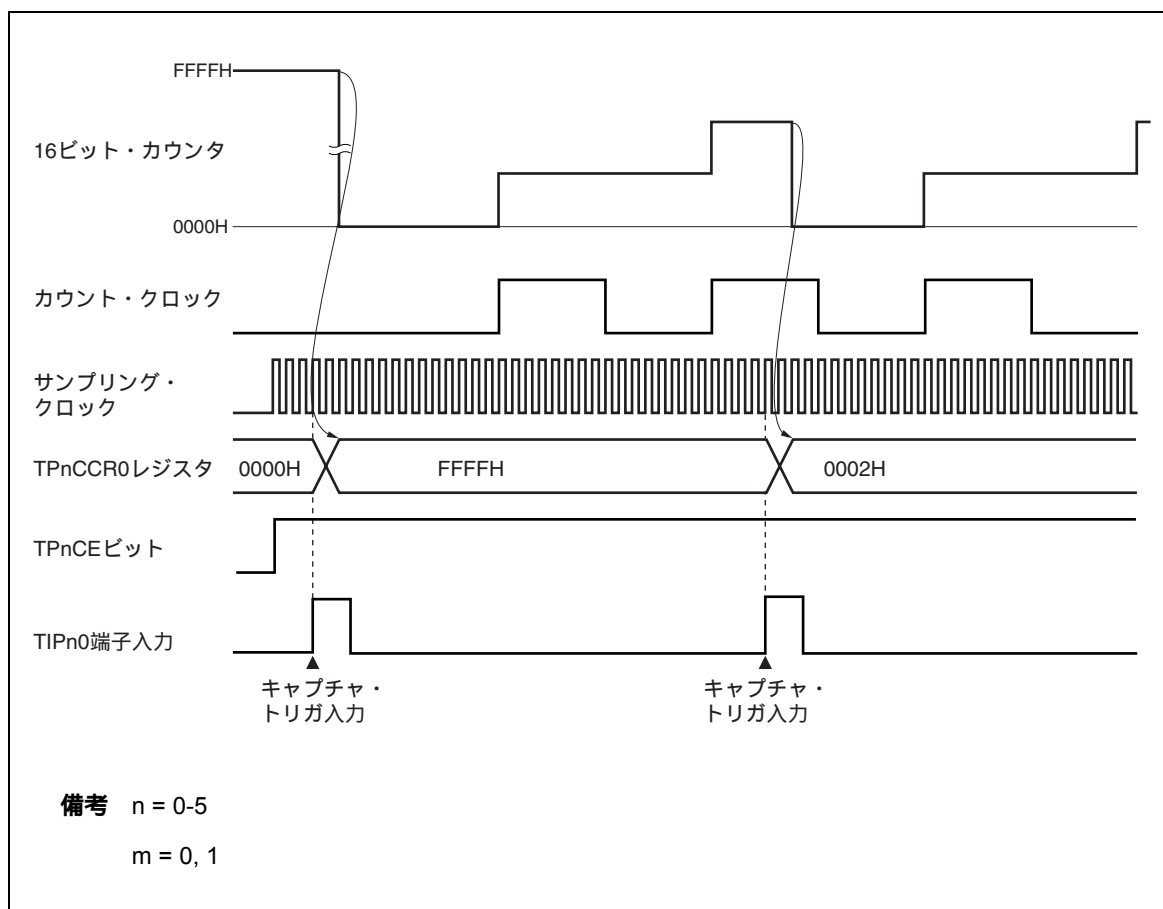 FFFFH
16ビット・カウンタ
0000H
カウント・クロック
サンプリング・
クロック
TPnCCR0レジスタ 0000H FFFFH 0002H
TPnCEビット
TIPn0端子入力
キャプチャ・
トリガ入力
キャプチャ・
トリガ入力
備考 n = 0-5
m = 0, 1